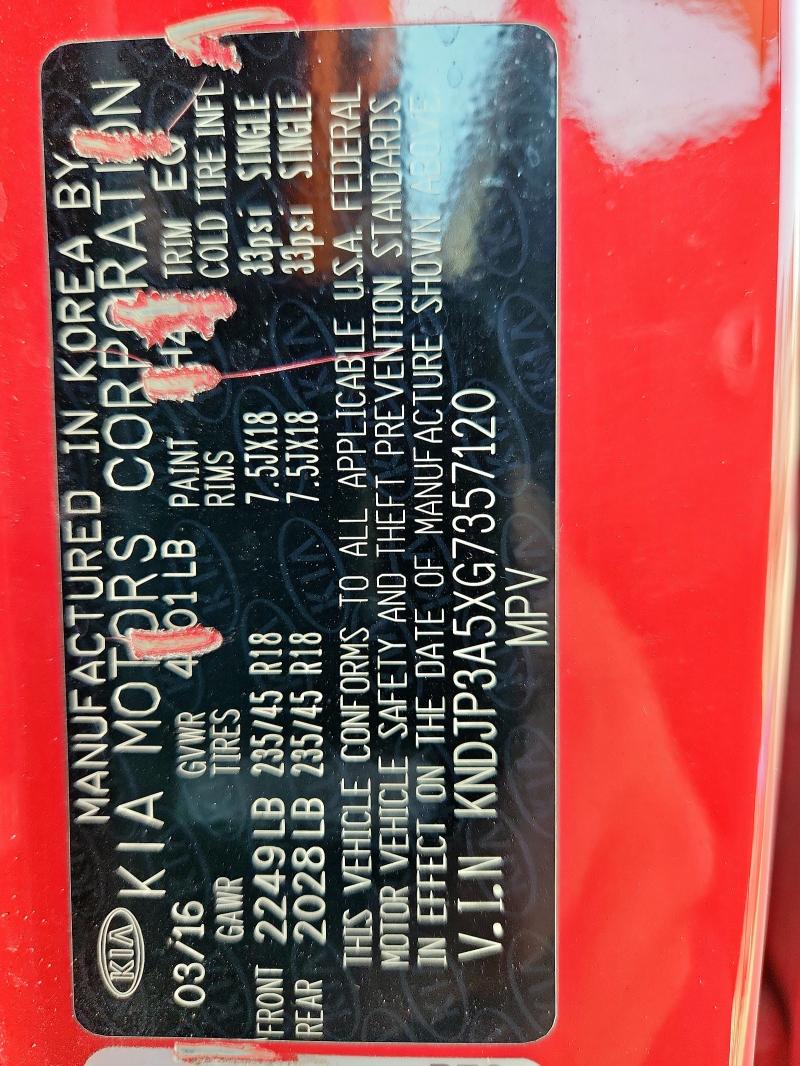 KIA
MANUFACTURED IN KOREA BY
KIA MOTORS CORPORATION
03/16 GVWR LB PAINT TRIM
GAWR TIRES RIMS COLD TIRE INFL
FRONT 2249 LB 235/45 R18 7.5JX18 33psi SINGLE
REAR 2028 LB 235/45 R18 7.5JX18 33psi SINGLE
THIS VEHICLE CONFORMS TO ALL APPLICABLE U.S.A. FEDERAL
MOTOR VEHICLE SAFETY AND THEFT PREVENTION STANDARDS
IN EFFECT ON THE DATE OF MANUFACTURE SHOWN ABOVE
V.I.N KNDJP3A5XG7357120
MPV